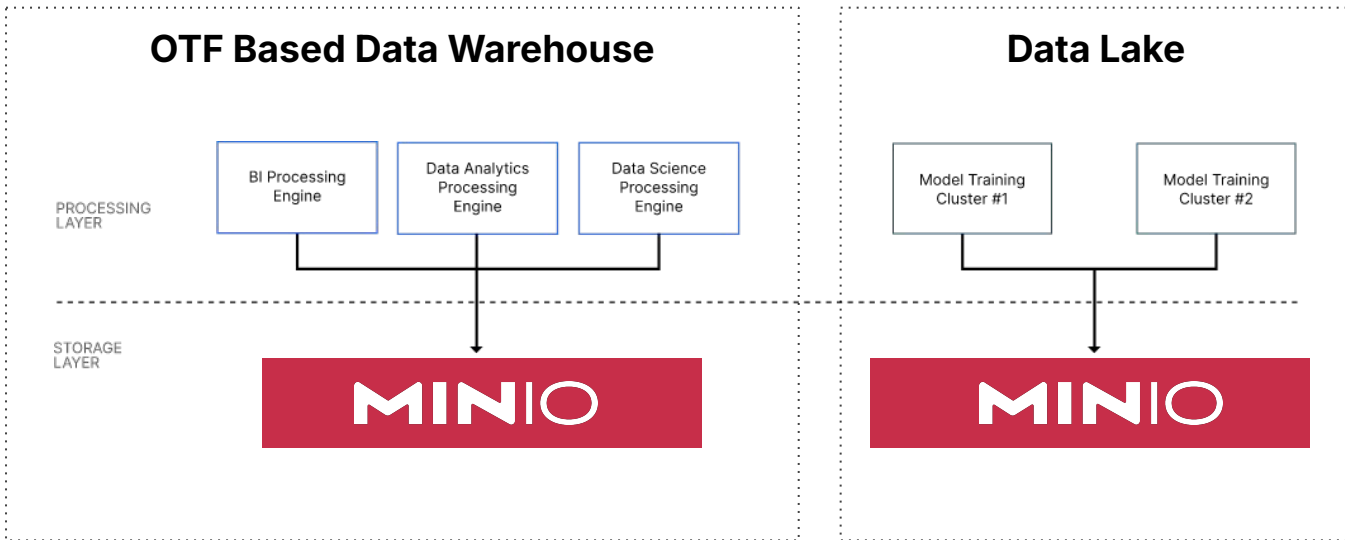 OTF Based Data Warehouse
Data Lake
PROCESSING
LAYER
BI Processing
Engine
Data Analytics
Processing
Engine
Data Science
Processing
Engine
Model Training
Cluster #1
Model Training
Cluster #2
STORAGE
LAYER
MINIO
MINIO